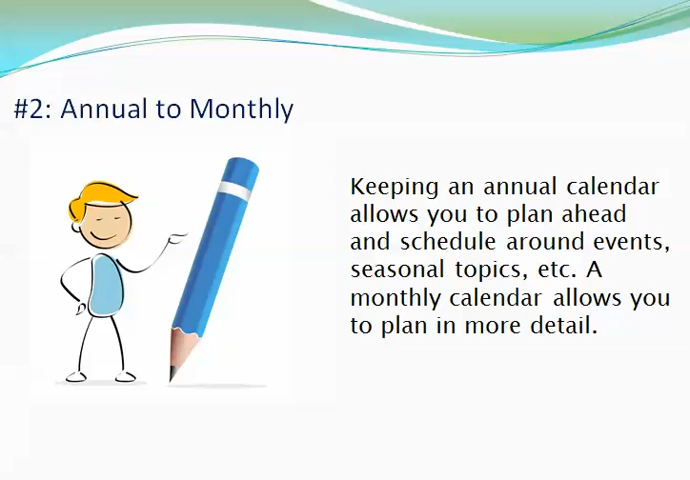 #2: Annual to Monthly
Keeping an annual calendar
allows you to plan ahead
and schedule around events,
seasonal topics, etc. A
monthly calendar allows you
to plan in more detail.